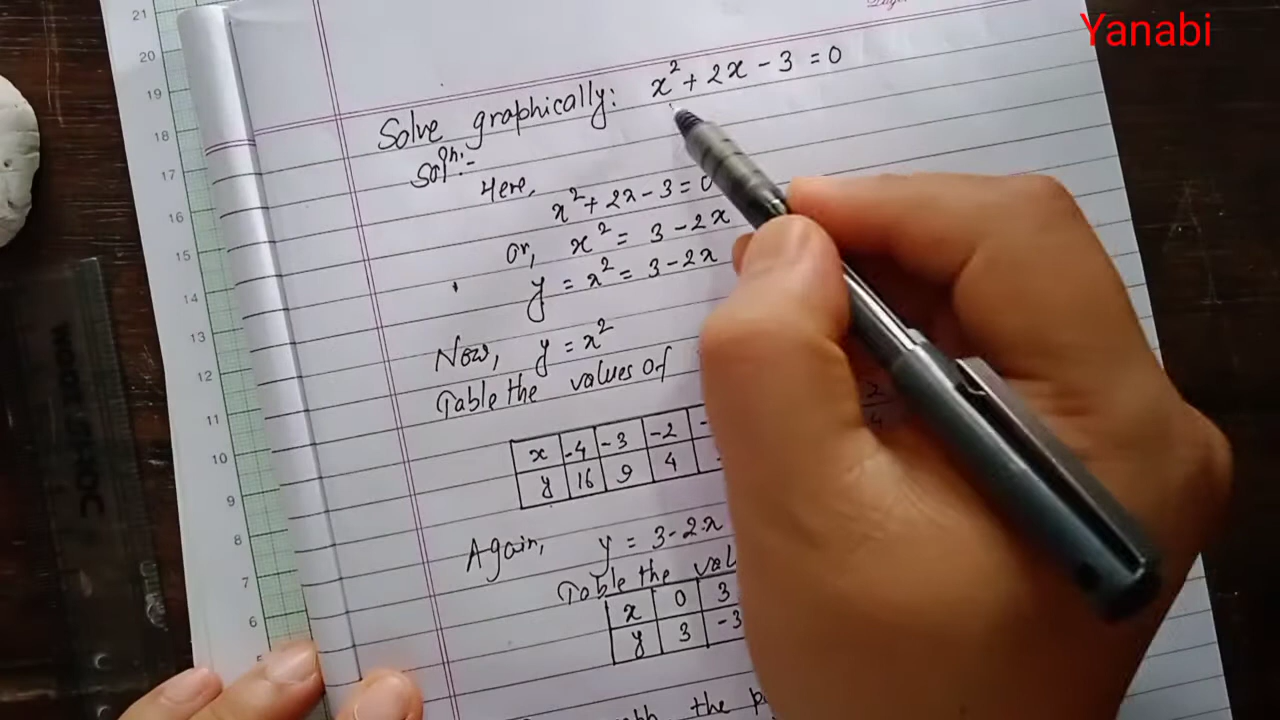 Yanabi
Solve graphically: x² + 2x - 3 = 0
Solⁿ:-
Here,
x² + 2x - 3 = 0
Or, x² = 3 - 2x
y = x² = 3 - 2x
Now, y = x²
Table the values of
x -4 -3 -2
y 16 9 4
2
4
Again, y = 3 - 2x
Table the
x 0 3
y 3 -3
the
21
20
19
18
17
16
15
14
13
12
11
10
9
8
7
6